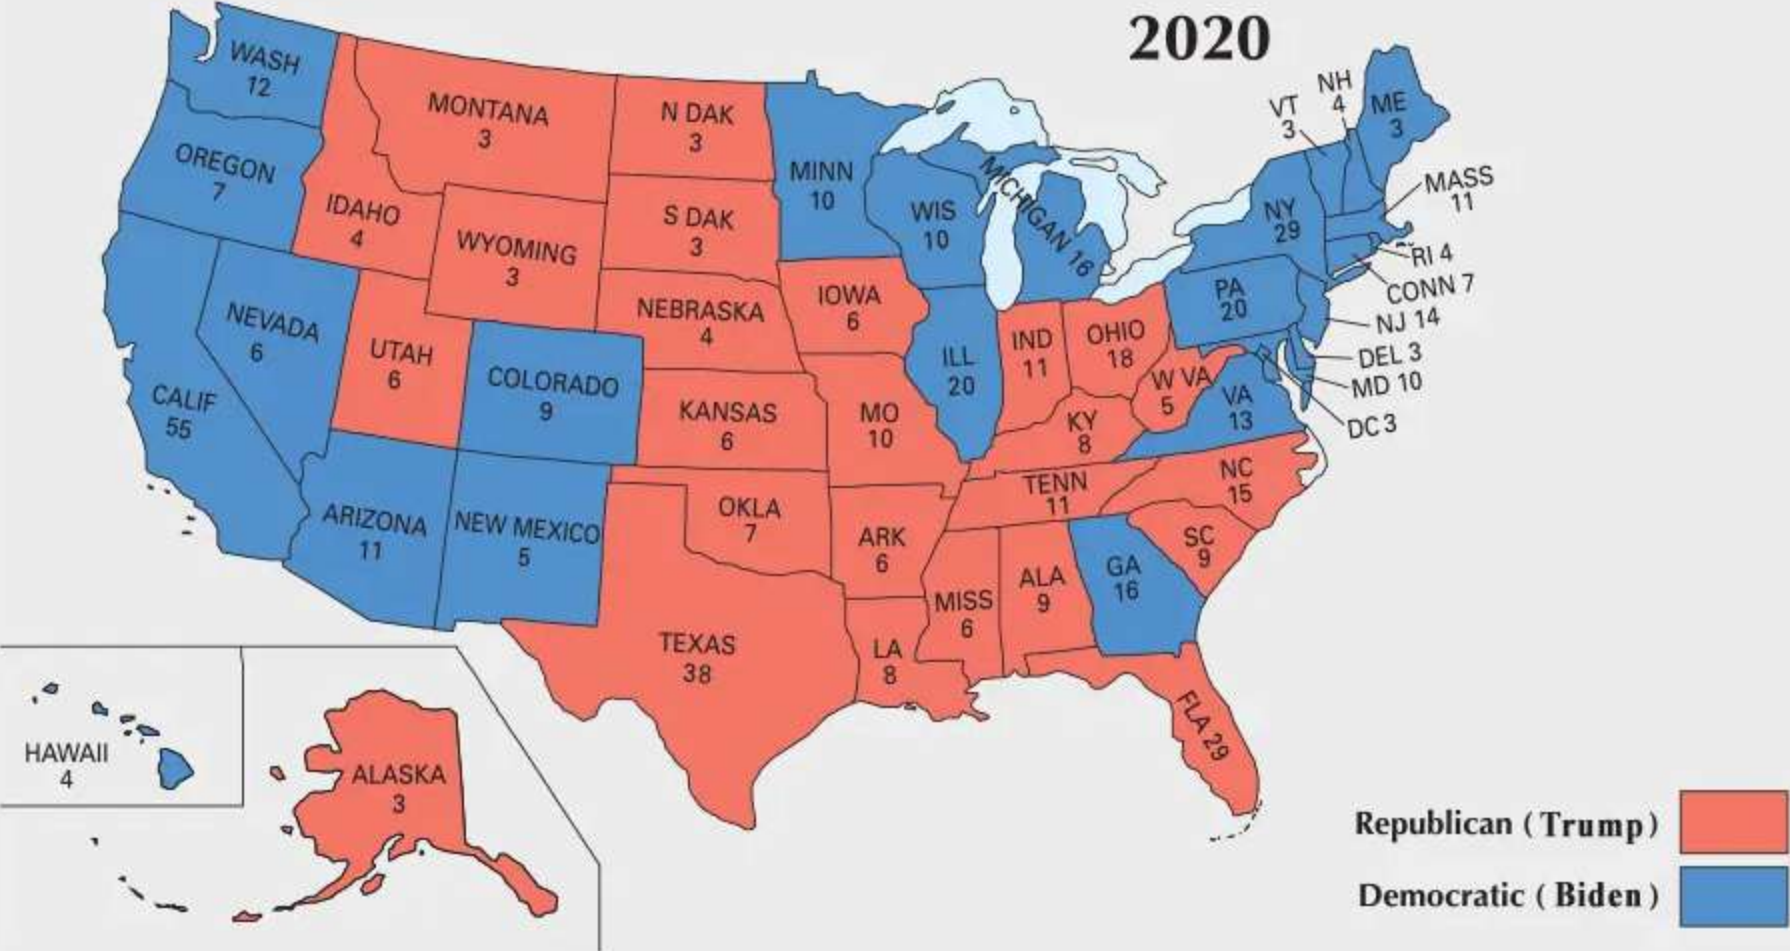 2020
WASH
12
OREGON
7
CALIF
55
NEVADA
6
IDAHO
4
MONTANA
3
WYOMING
3
UTAH
6
COLORADO
9
ARIZONA
11
NEW MEXICO
5
N DAK
3
S DAK
3
NEBRASKA
4
KANSAS
6
OKLA
7
TEXAS
38
MINN
10
IOWA
6
MO
10
ARK
6
LA
8
WIS
10
ILL
20
MICHIGAN 16
IND
11
OHIO
18
KY
8
TENN
11
MISS
6
ALA
9
GA
16
FLA 29
SC
9
NC
15
VA
13
W VA
5
PA
20
NY
29
VT
3
NH
4
ME
3
MASS
11
RI 4
CONN 7
NJ 14
DEL 3
MD 10
DC 3
HAWAII
4
ALASKA
3
Republican (Trump)
Democratic (Biden)